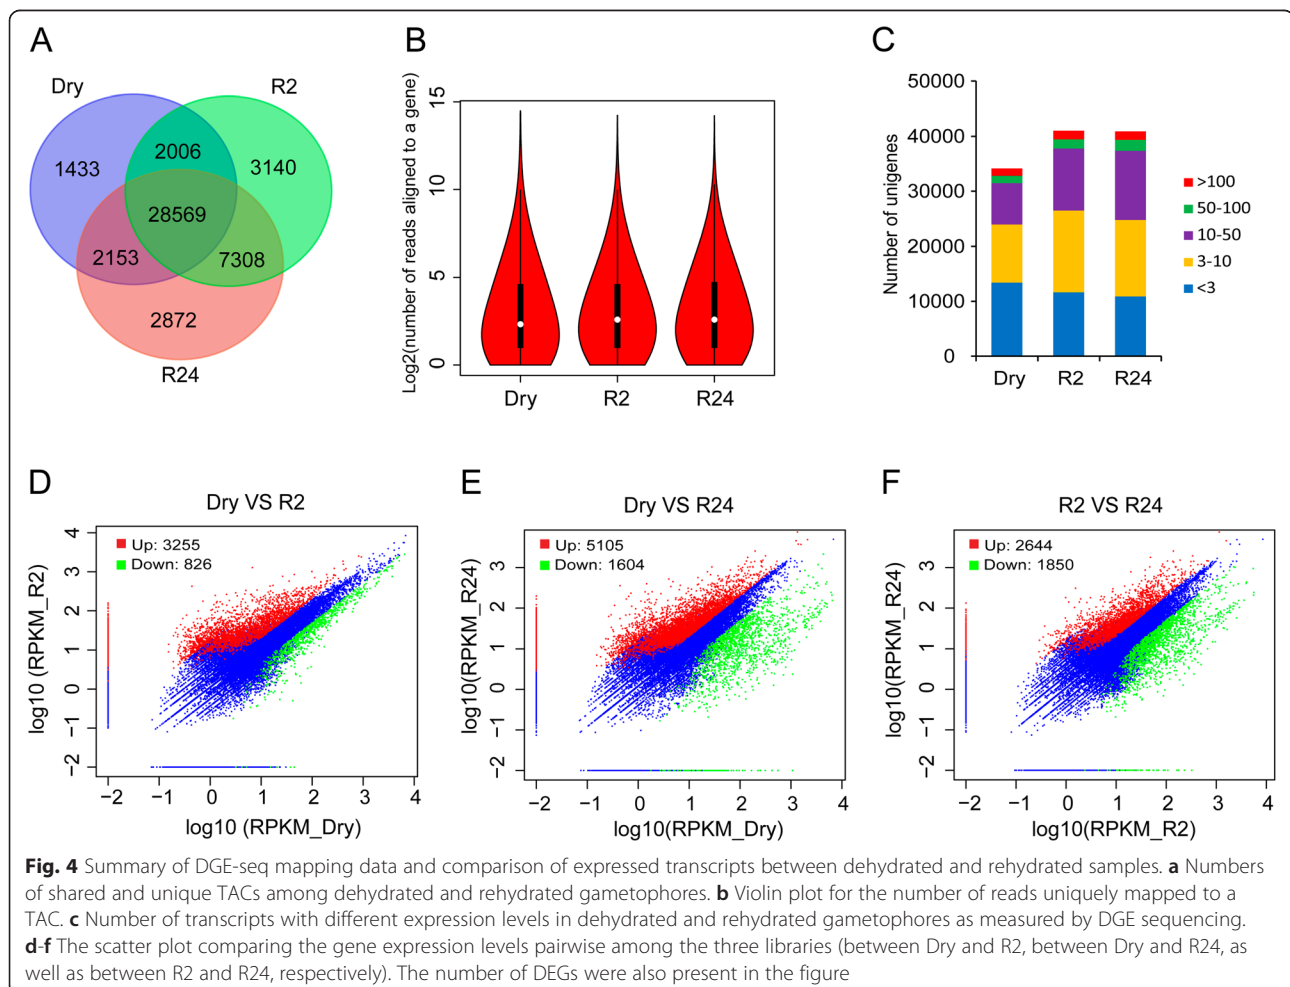 A
Dry
R2
1433
2006
3140
28569
2153
7308
2872
R24
B
Log2(number of reads aligned to a gene)
15
10
5
0
Dry
R2
R24
C
Number of unigenes
50000
40000
30000
20000
10000
0
Dry
R2
R24
>100
50-100
10-50
3-10
<3
D
Dry VS R2
Up: 3255
Down: 826
log10 (RPKM_R2)
4
3
2
1
0
−1
−2
−2 −1 0 1 2 3 4
log10 (RPKM_Dry)
E
Dry VS R24
Up: 5105
Down: 1604
log10(RPKM_R24)
3
2
1
0
−1
−2
−2 −1 0 1 2 3 4
log10(RPKM_Dry)
F
R2 VS R24
Up: 2644
Down: 1850
log10(RPKM_R24)
3
2
1
0
−1
−2
−2 −1 0 1 2 3 4
log10(RPKM_R2)
Fig. 4 Summary of DGE-seq mapping data and comparison of expressed transcripts between dehydrated and rehydrated samples. a Numbers
of shared and unique TACs among dehydrated and rehydrated gametophores. b Violin plot for the number of reads uniquely mapped to a
TAC. c Number of transcripts with different expression levels in dehydrated and rehydrated gametophores as measured by DGE sequencing.
d-f The scatter plot comparing the gene expression levels pairwise among the three libraries (between Dry and R2, between Dry and R24, as
well as between R2 and R24, respectively). The number of DEGs were also present in the figure